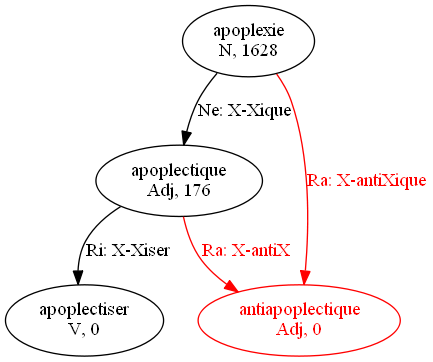 apoplexie
N, 1628
Ne: X-Xique
apoplectique
Adj, 176
Ra: X-antiXique
Ri: X-Xiser
Ra: X-antiX
apoplectiser
V, 0
antiapoplectique
Adj, 0